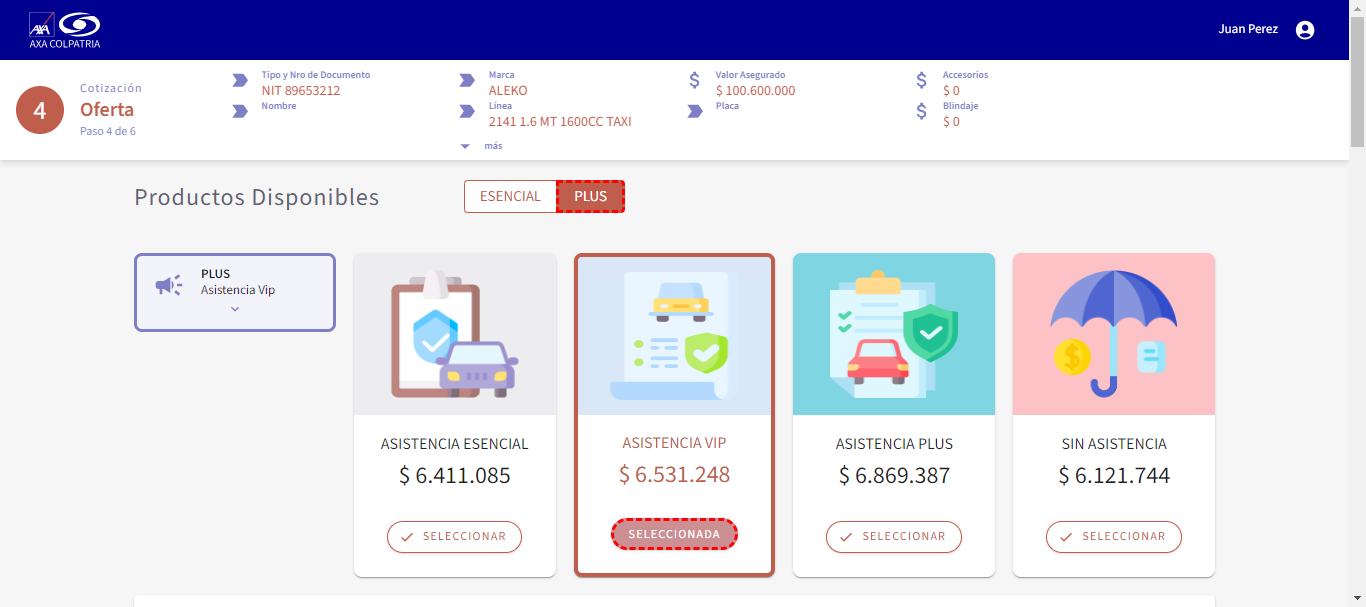 AXA
AXA COLPATRIA
Juan Perez
4
Cotización
Oferta
Paso 4 de 6
Tipo y Nro de Documento
NIT 89653212
Nombre
Marca
ALEKO
Línea
2141 1.6 MT 1600CC TAXI
más
$
Valor Asegurado
$ 100.600.000
Placa
$
Accesorios
$ 0
$
Blindaje
$ 0
Productos Disponibles
ESENCIAL
PLUS
PLUS
Asistencia Vip
ASISTENCIA ESENCIAL
$ 6.411.085
SELECCIONAR
ASISTENCIA VIP
$ 6.531.248
SELECCIONADA
ASISTENCIA PLUS
$ 6.869.387
SELECCIONAR
$
SIN ASISTENCIA
$ 6.121.744
SELECCIONAR